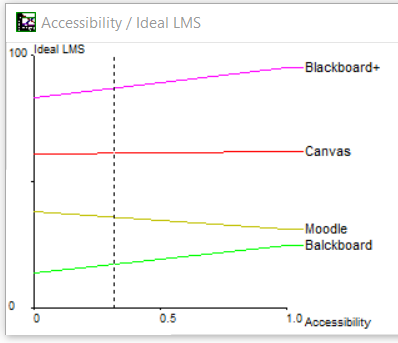 Accessibility / Ideal LMS
100
Ideal LMS
Blackboard+
Canvas
Moodle
Balckboard
0
0
0.5
1.0
Accessibility